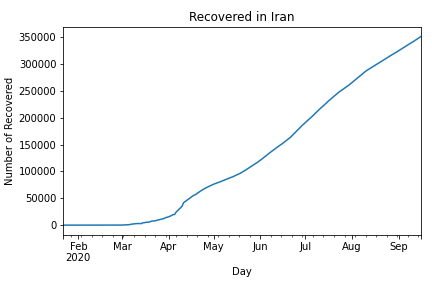 Recovered in Iran
Number of Recovered
350000
300000
250000
200000
150000
100000
50000
0
Feb Mar Apr May Jun Jul Aug Sep
2020
Day